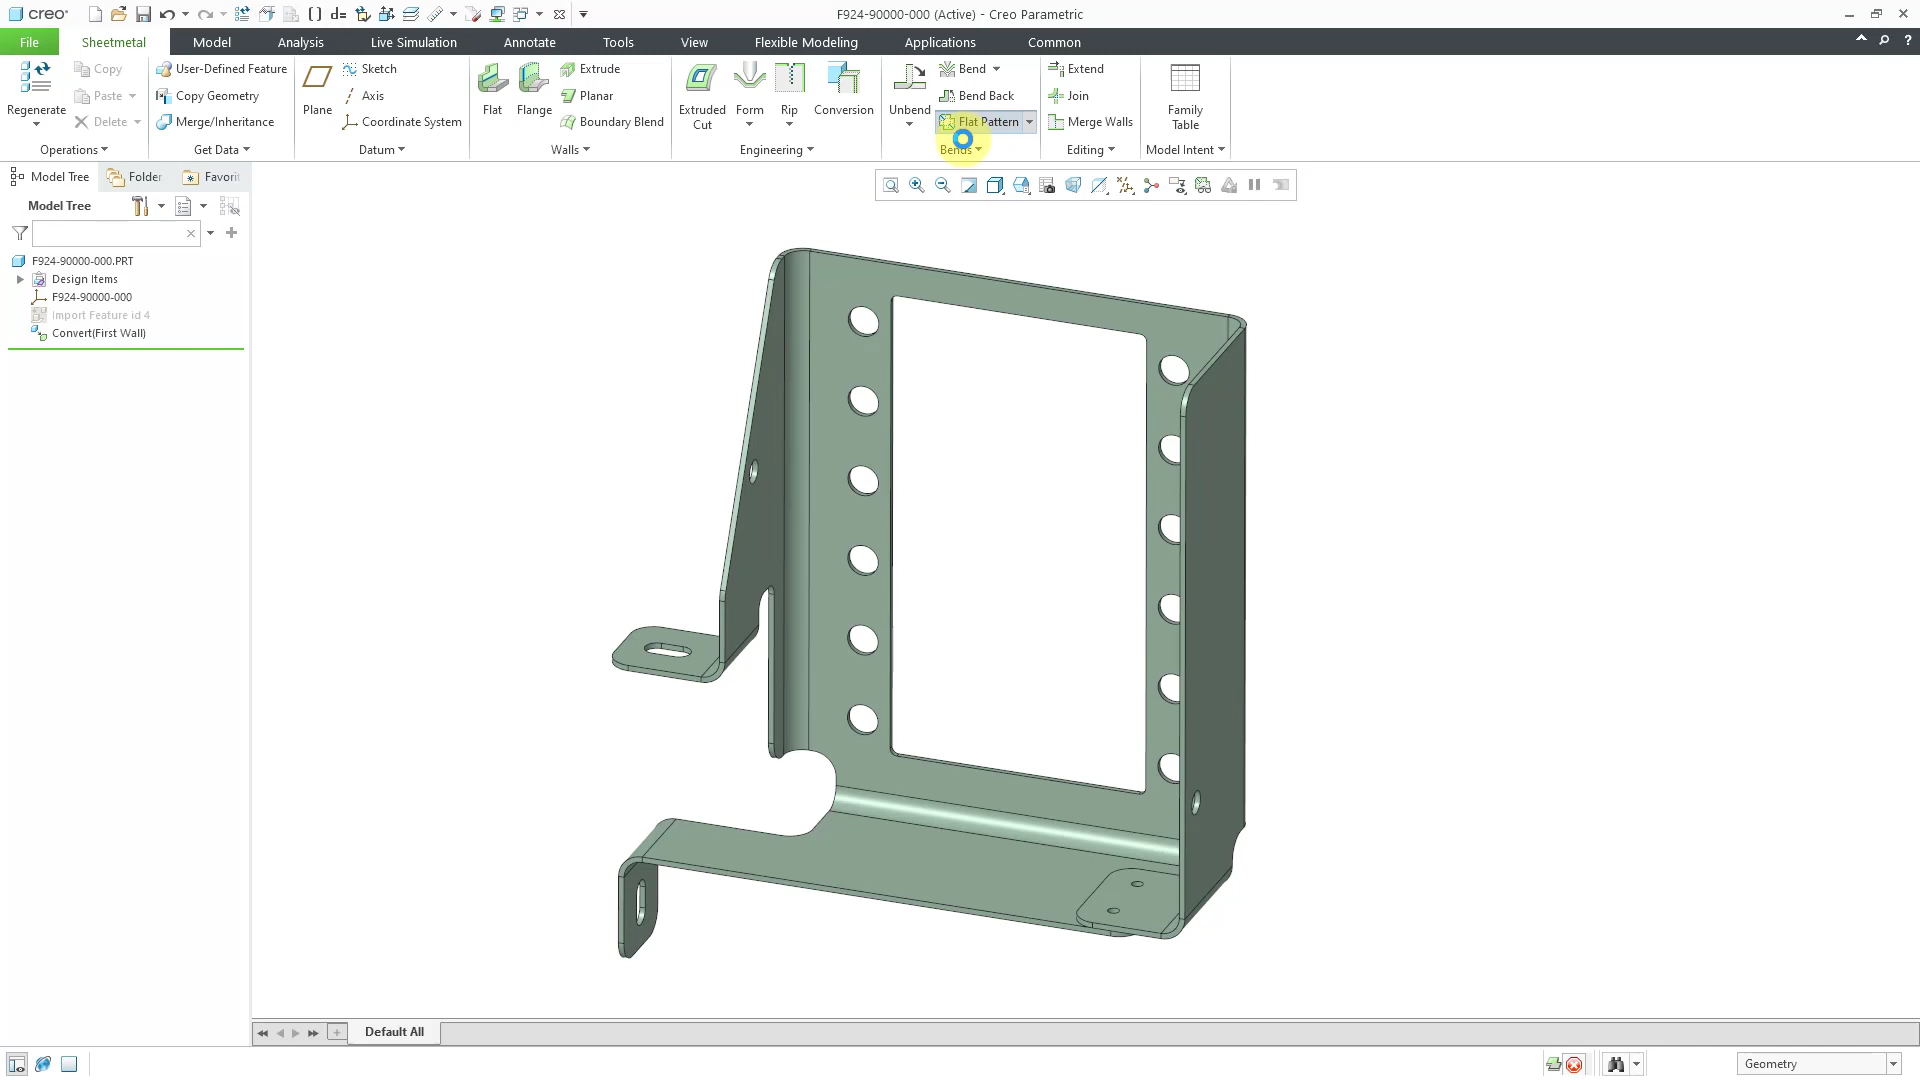 creo
F924-90000-000 (Active) - Creo Parametric
File
Sheetmetal
Model
Analysis
Live Simulation
Annotate
Tools
View
Flexible Modeling
Applications
Common
Regenerate
Copy
Paste
Delete
Operations
User-Defined Feature
Copy Geometry
Merge/Inheritance
Get Data
Plane
Sketch
Axis
Coordinate System
Datum
Flat
Flange
Extrude
Planar
Boundary Blend
Walls
Extruded
Cut
Form
Rip
Conversion
Engineering
Unbend
Bend
Bend Back
Flat Pattern
Bends
Extend
Join
Merge Walls
Editing
Family
Table
Model Intent
Model Tree
Folder
Favori
Model Tree
F924-90000-000.PRT
Design Items
F924-90000-000
Import Feature id 4
Convert(First Wall)
Default All
Geometry